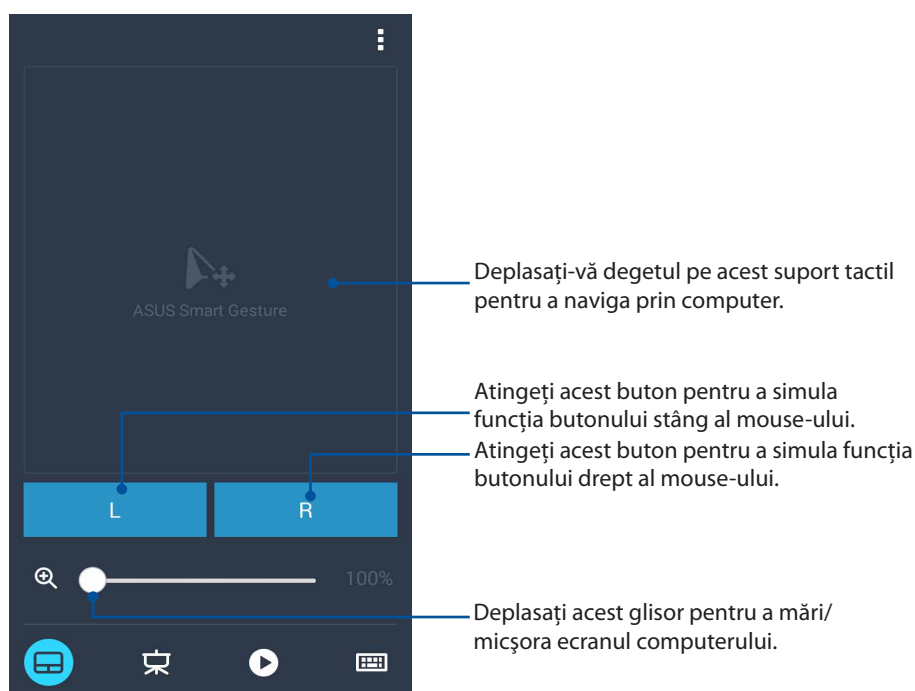 ASUS Smart Gesture
Deplasați-vă degetul pe acest suport tactil
pentru a naviga prin computer.
Atingeți acest buton pentru a simula
funcția butonului stâng al mouse-ului.
Atingeți acest buton pentru a simula funcția
butonului drept al mouse-ului.
L
R
100%
Deplasați acest glisor pentru a mări/
micşora ecranul computerului.